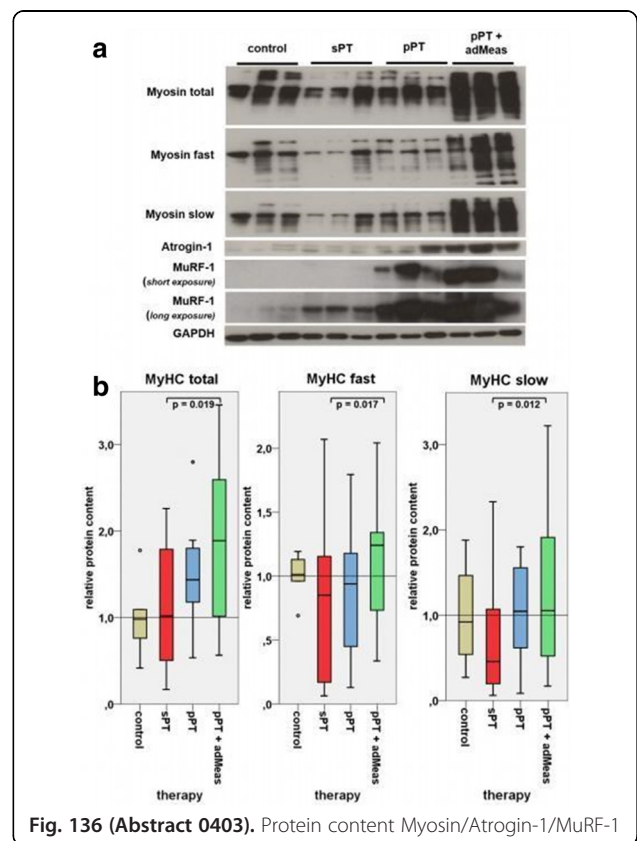 a
control sPT pPT pPT + adMeas
Myosin total
Myosin fast
Myosin slow
Atrogin-1
MuRF-1
(short exposure)
MuRF-1
(long exposure)
GAPDH
b
MyHC total
p = 0.019
relative protein content
3,0
2,0
1,0
,0
control
sPT
pPT
pPT + adMeas
therapy
MyHC fast
p = 0.017
relative protein content
2,0
1,5
1,0
,5
,0
control
sPT
pPT
pPT + adMeas
therapy
MyHC slow
p = 0.012
relative protein content
3,0
2,0
1,0
,0
control
sPT
pPT
pPT + adMeas
therapy
Fig. 136 (Abstract 0403). Protein content Myosin/Atrogin-1/MuRF-1